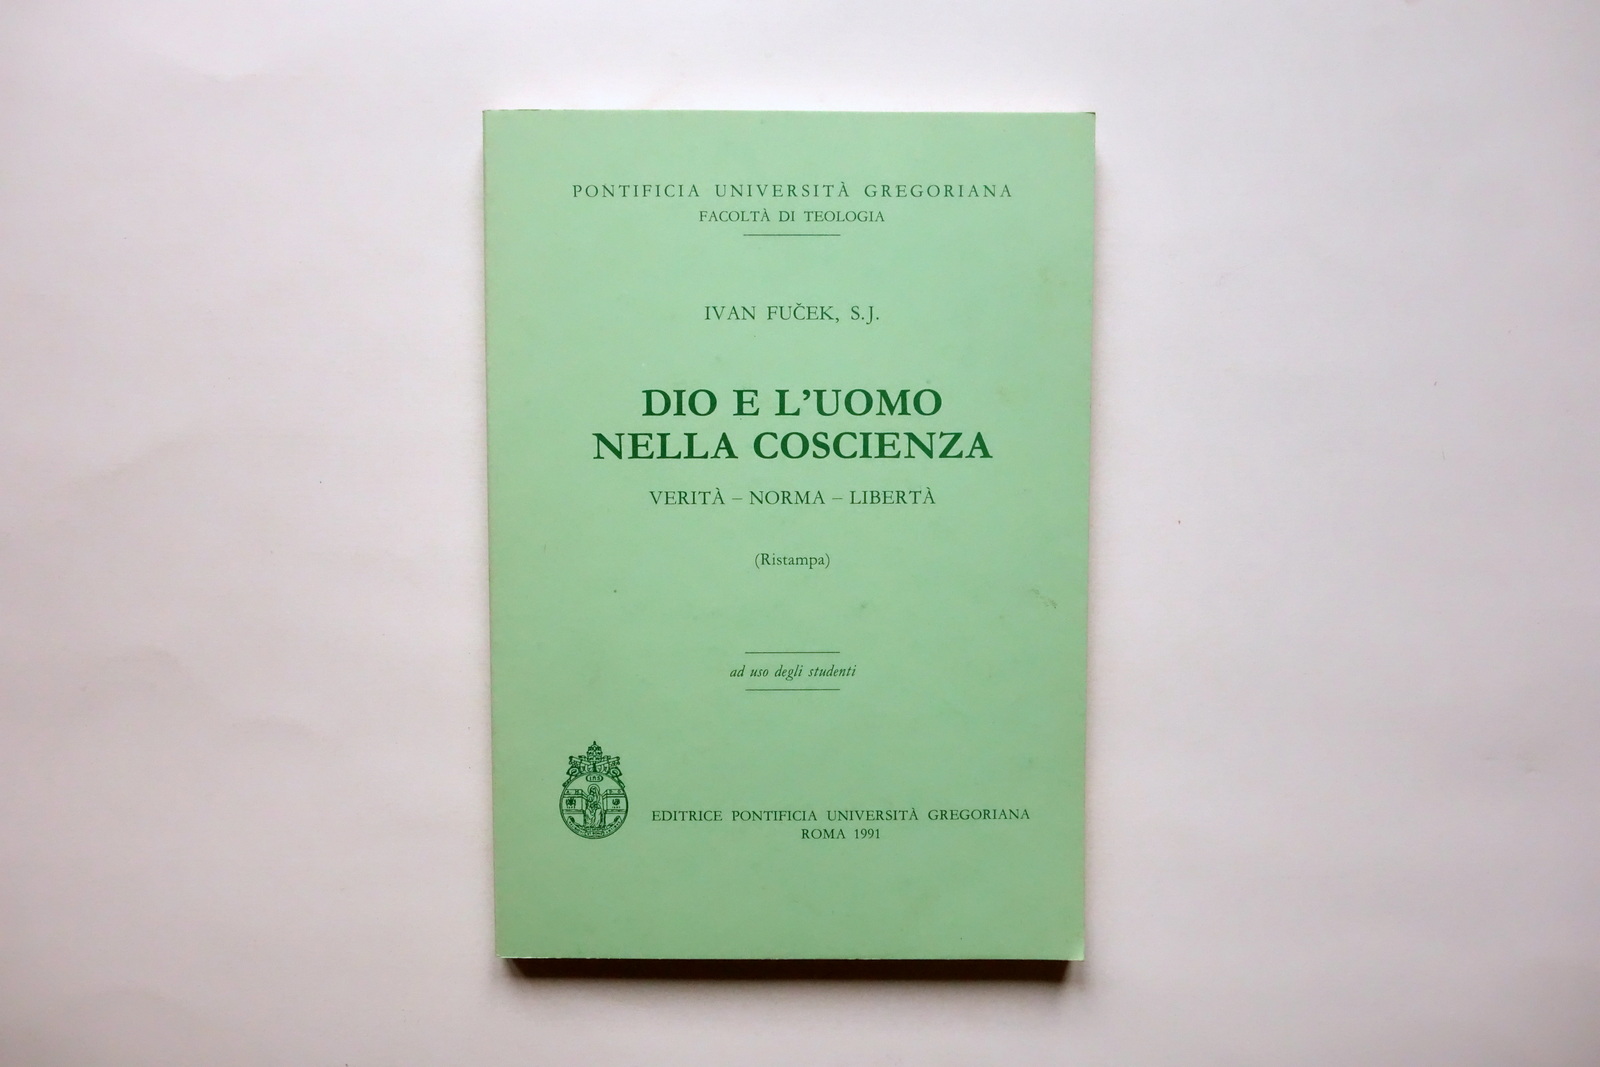 PONTIFICIA UNIVERSITÀ GREGORIANA
FACOLTÀ DI TEOLOGIA
IVAN FUČEK, S.J.
DIO E L'UOMO
NELLA COSCIENZA
VERITÀ – NORMA – LIBERTÀ
(Ristampa)
ad uso degli studenti
EDITRICE PONTIFICIA UNIVERSITÀ GREGORIANA
ROMA 1991